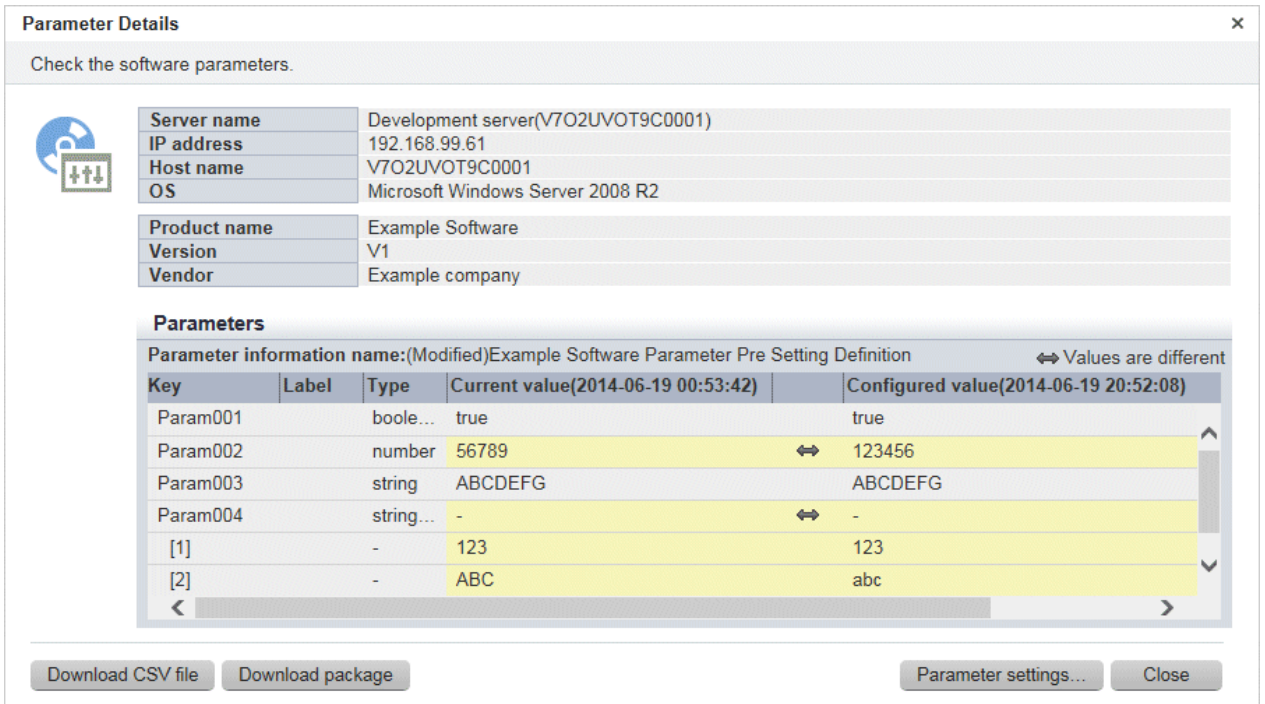 Parameter Details ×
Check the software parameters.
Server name Development server(V7O2UVOT9C0001)
IP address 192.168.99.61
Host name V7O2UVOT9C0001
OS Microsoft Windows Server 2008 R2
Product name Example Software
Version V1
Vendor Example company
Parameters
Parameter information name:(Modified)Example Software Parameter Pre Setting Definition ⇔ Values are different
Key Label Type Current value(2014-06-19 00:53:42) Configured value(2014-06-19 20:52:08)
Param001 boole... true true
Param002 number 56789 ⇔ 123456
Param003 string ABCDEFG ABCDEFG
Param004 string... - ⇔ -
[1] - 123 123
[2] - ABC abc
Download CSV file Download package Parameter settings... Close